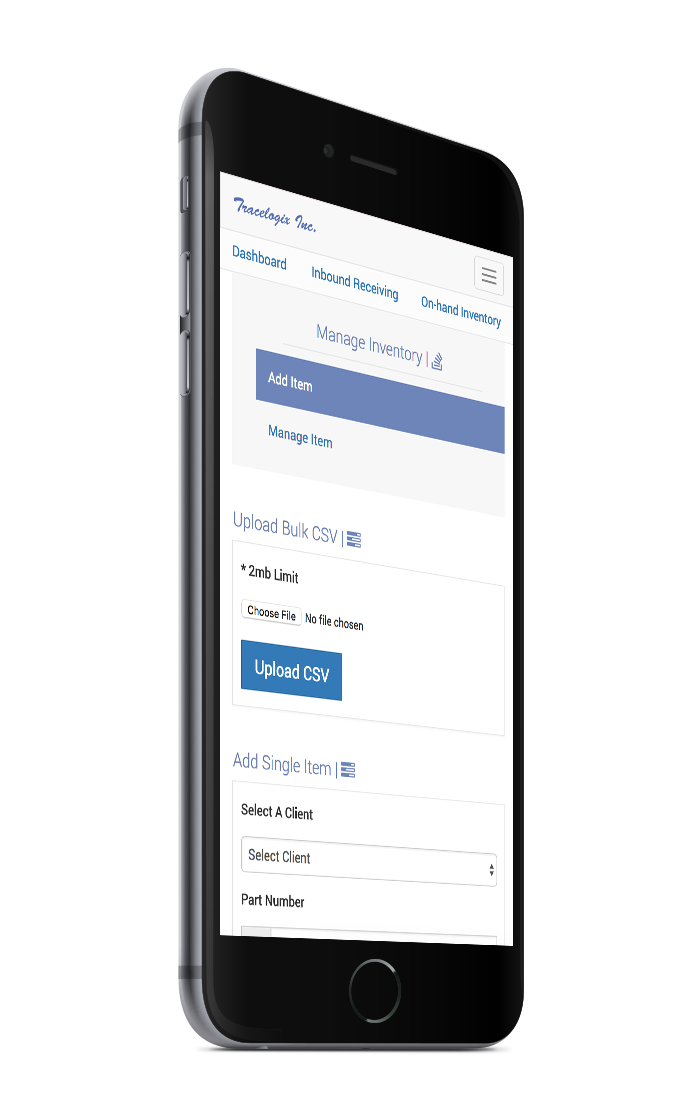 Tracelogix Inc.
Dashboard Inbound Receiving On-hand Inventory
Manage Inventory |
Add Item
Manage Item
Upload Bulk CSV |
* 2mb Limit
Choose File No file chosen
Upload CSV
Add Single Item |
Select A Client
Select Client
Part Number